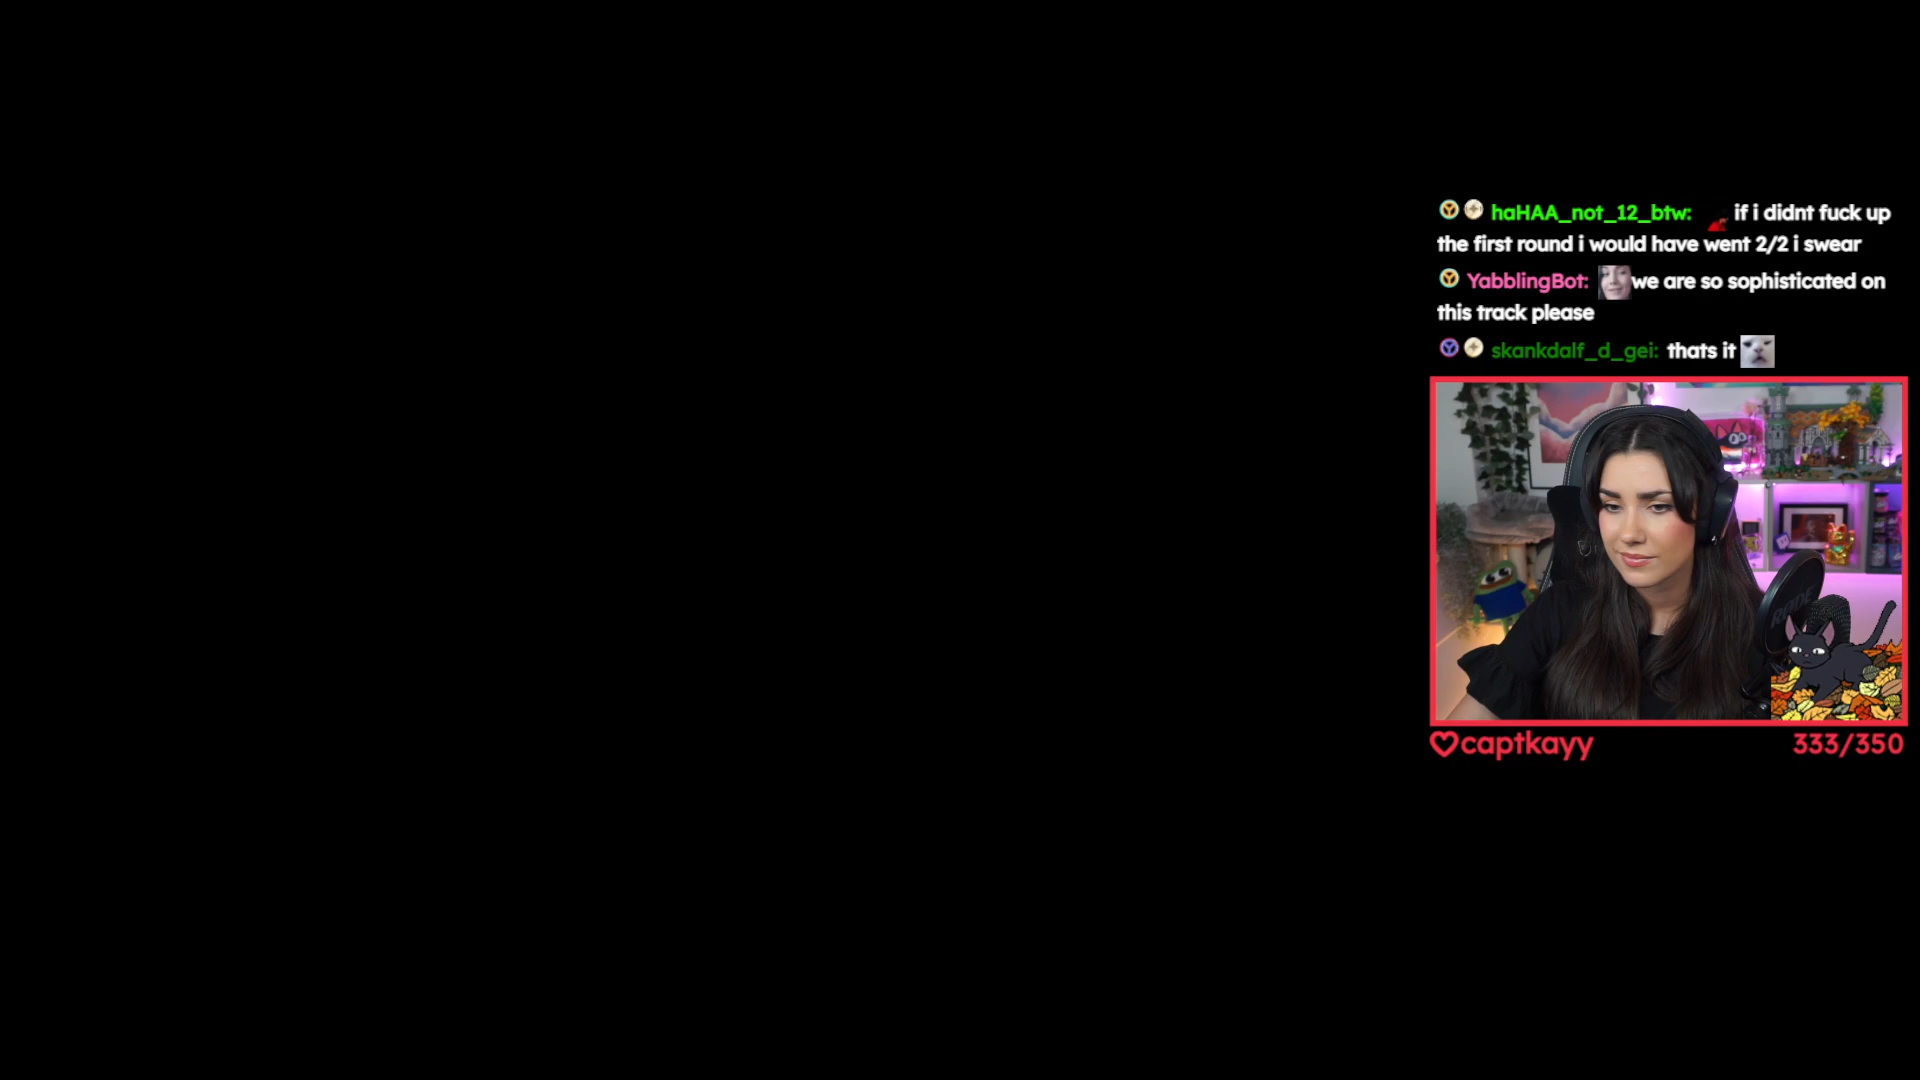 haHAA_not_12_btw: if i didnt fuck up
the first round i would have went 2/2 i swear
YabblingBot: we are so sophisticated on
this track please
skankdalf_d_gei: thats it
RODE
captkayy 333/350